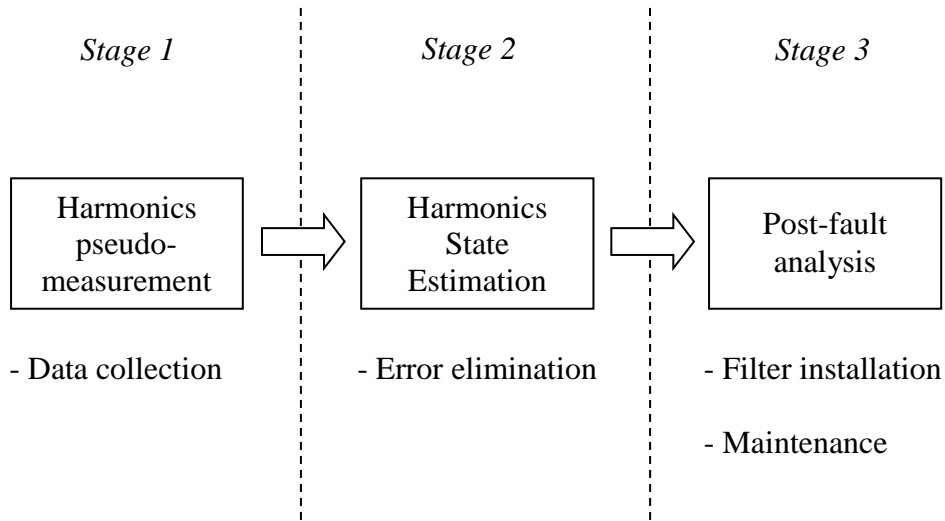 Stage 1
Stage 2
Stage 3
Harmonics
pseudo-
measurement
Harmonics
State
Estimation
Post-fault
analysis
- Data collection
- Error elimination
- Filter installation
- Maintenance